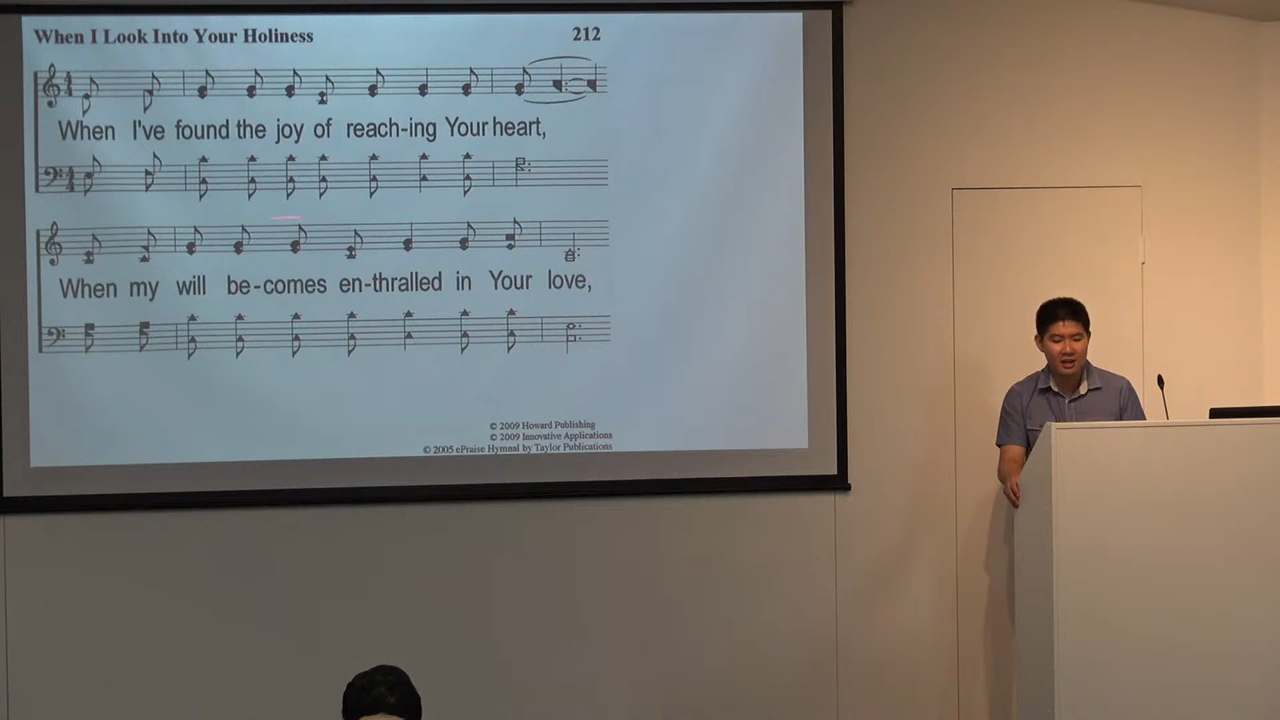 When I Look Into Your Holiness 212
When I've found the joy of reach-ing Your heart,
When my will be-comes en-thralled in Your love,
© 2009 Howard Publishing
© 2009 Innovative Applications
© 2005 ePraise Hymnal by Taylor Publications